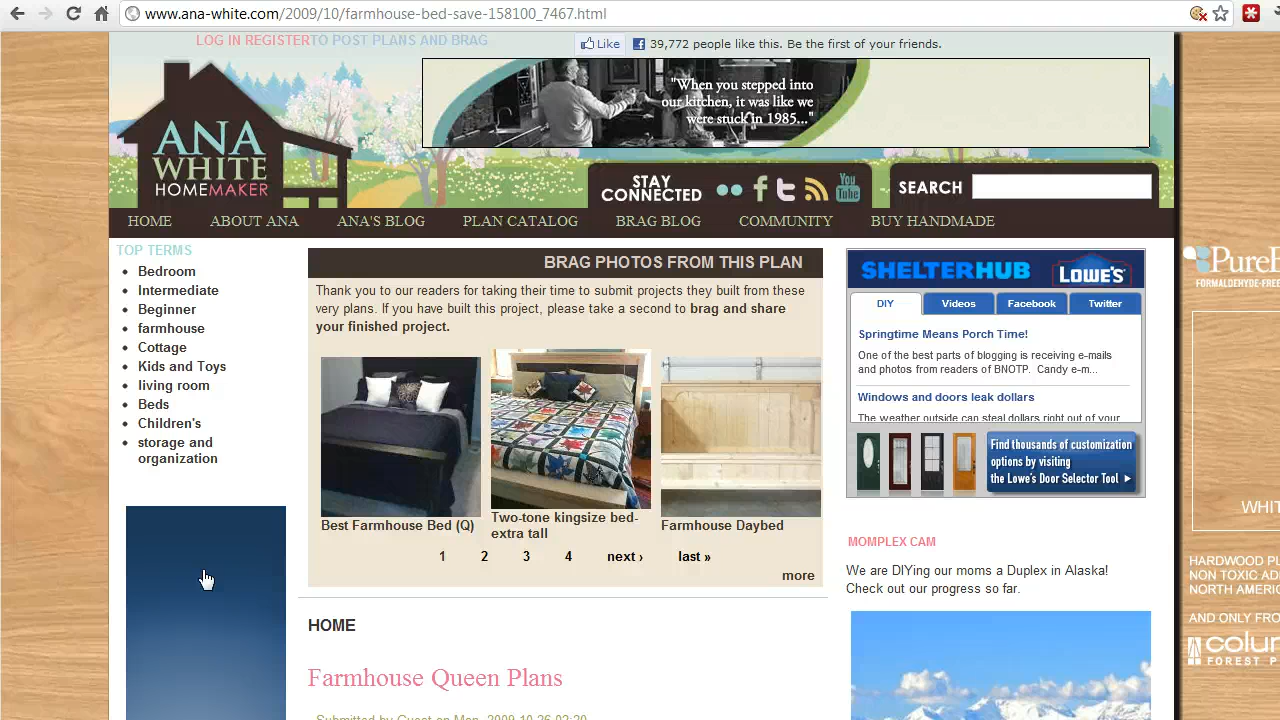 www.ana-white.com/2009/10/farmhouse-bed-save-158100_7467.html
LOG IN REGISTERTO POST PLANS AND BRAG
Like
39,772 people like this. Be the first of your friends.
"When you stepped into
our kitchen, it was like we
were stuck in 1985..."
ANA
WHITE
HOMEMAKER
STAY
CONNECTED
You
Tube
SEARCH
HOME
ABOUT ANA
ANA'S BLOG
PLAN CATALOG
BRAG BLOG
COMMUNITY
BUY HANDMADE
TOP TERMS
Bedroom
Intermediate
Beginner
farmhouse
Cottage
Kids and Toys
living room
Beds
Children's
storage and
organization
BRAG PHOTOS FROM THIS PLAN
Thank you to our readers for taking the time to submit projects they built from these
very plans. If you have built this project, please take a second to brag and share
your finished project.
Best Farmhouse Bed (Q)
Two-tone kingsize bed-
extra tall
Farmhouse Daybed
1 2 3 4 next › last »
more
HOME
Farmhouse Queen Plans
Submitted by Guest on Mon, 2009-10-26 02:20
SHELTERHUB
LOWE'S
DIY
Videos
Facebook
Twitter
Springtime Means Porch Time!
One of the best parts of blogging is receiving e-mails
and photos from readers of BNOTP. Candy e-m...
Windows and doors leak dollars
The weather outside can steal dollars right out of your
Find thousands of customization
options by visiting
the Lowe's Door Selector Tool
MOMPLEX CAM
We are DIYing our moms a Duplex in Alaska!
Check out our progress so far.
FORMALDEHYDE-FREE
WHIT
HARDWOOD PL
NON TOXIC AD
NORTH AMERIC
AND ONLY FRO
colu
FOREST P